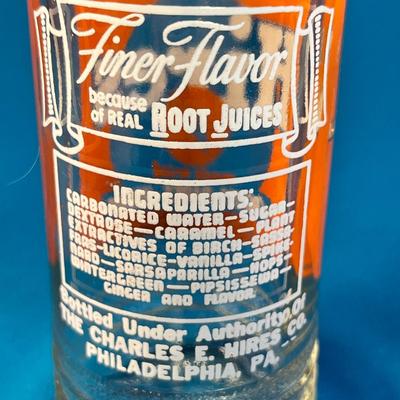 Finer Flavor
because
of REAL ROOT JUICES
INGREDIENTS:
CARBONATED WATER—SUGAR—
DEXTROSE—CARAMEL—PLANT
EXTRACTIVES OF BIRCH—SASSA-
FRAS—LICORICE—VANILLA—SPIKE-
NARD—SARSAPARILLA—HOPS—
WINTERGREEN—PIPSISSEWA—
GINGER AND FLAVOR.
Bottled Under Authority Of
THE CHARLES E. HIRES CO.
PHILADELPHIA, PA.